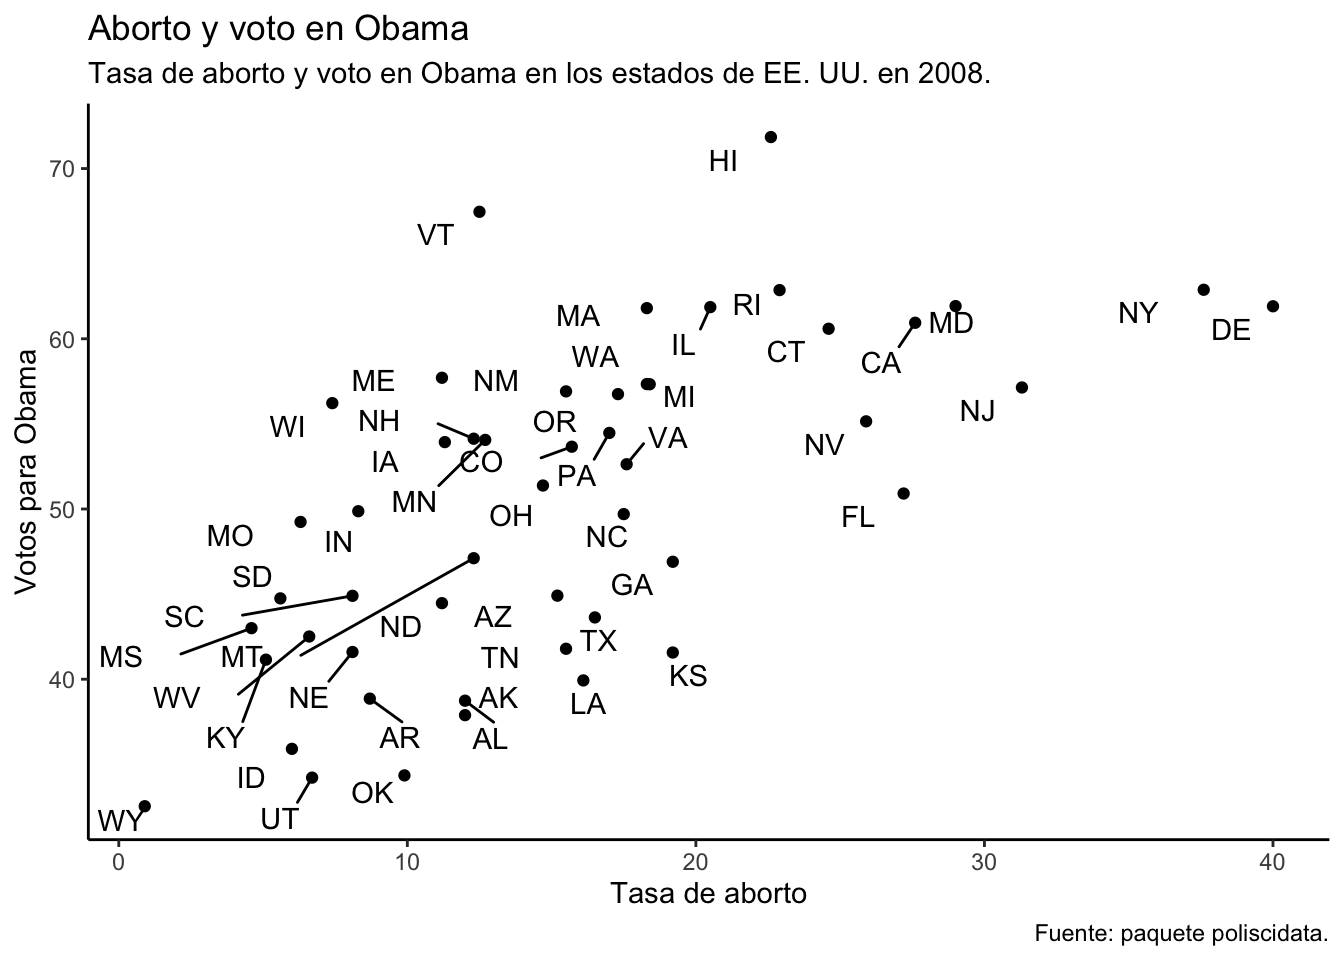 Aborto y voto en Obama
Tasa de aborto y voto en Obama en los estados de EE. UU. en 2008.
HI
70
VT
RI
MA
NY
MD
DE
60
IL
WA
CT
CA
ME
NM
MI
NJ
NH
OR
WI
VA
NV
IA
CO
PA
MN
50
OH
FL
MO
NC
IN
SD
GA
SC
AZ
ND
TX
MS
MT
TN
40
KS
WV
NE
AK
LA
KY
AR
AL
ID
OK
UT
WY
Votos para Obama
0
10
20
30
40
Tasa de aborto
Fuente: paquete poliscidata.